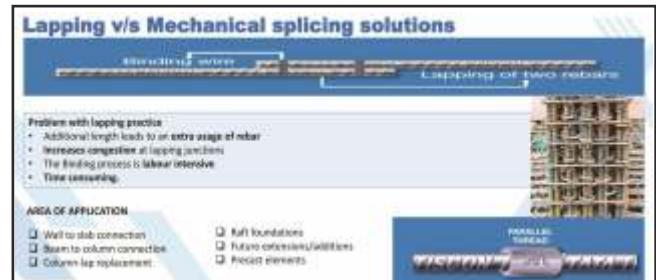 Lapping v/s Mechanical splicing solutions
Binding wire
Lapping of two rebars
Problem with lapping practice
• Additional length leads to an extra usage of rebar
• Increases congestion at lapping junctions
• The Binding process is labour intensive
• Time consuming.
AREA OF APPLICATION
❑ Wall to slab connection
❑ Beam to column connection
❑ Column lap replacement
❑ Raft foundations
❑ Future extensions/additions
❑ Precast elements
PARALLEL
THREAD